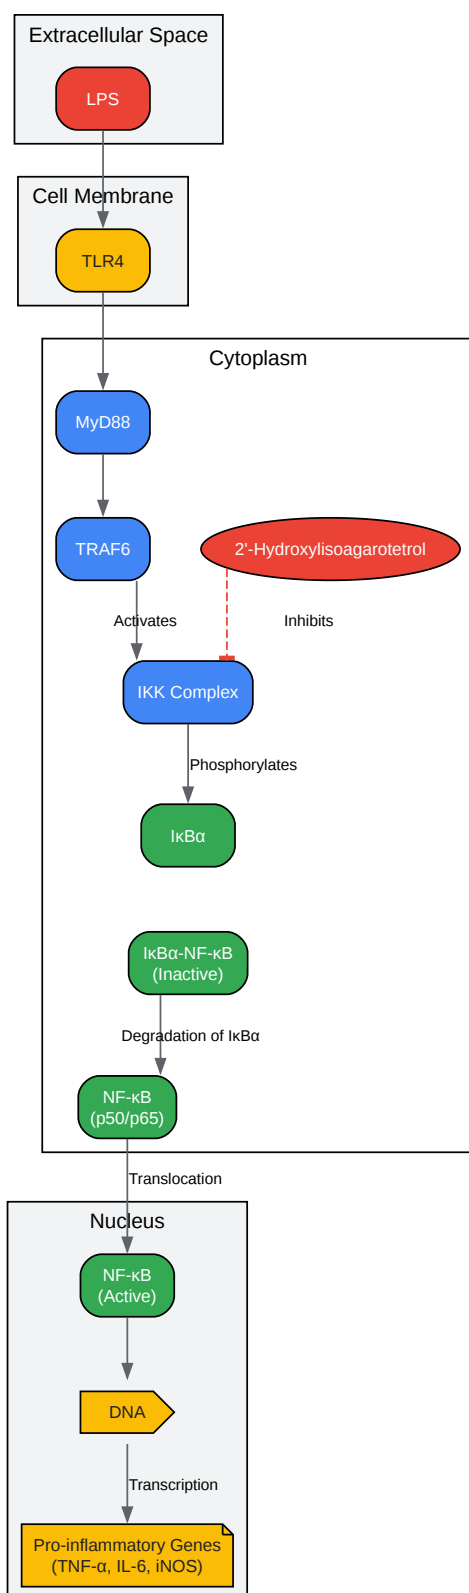 Extracellular Space
LPS
Cell Membrane
TLR4
Cytoplasm
MyD88
TRAF6
2'-Hydroxylisoagarotetrol
Activates
Inhibits
IKK Complex
Phosphorylates
IκBα
IκBα-NF-κB
(Inactive)
Degradation of IκBα
NF-κB
(p50/p65)
Translocation
Nucleus
NF-κB
(Active)
DNA
Transcription
Pro-inflammatory Genes
(TNF-α, IL-6, iNOS)